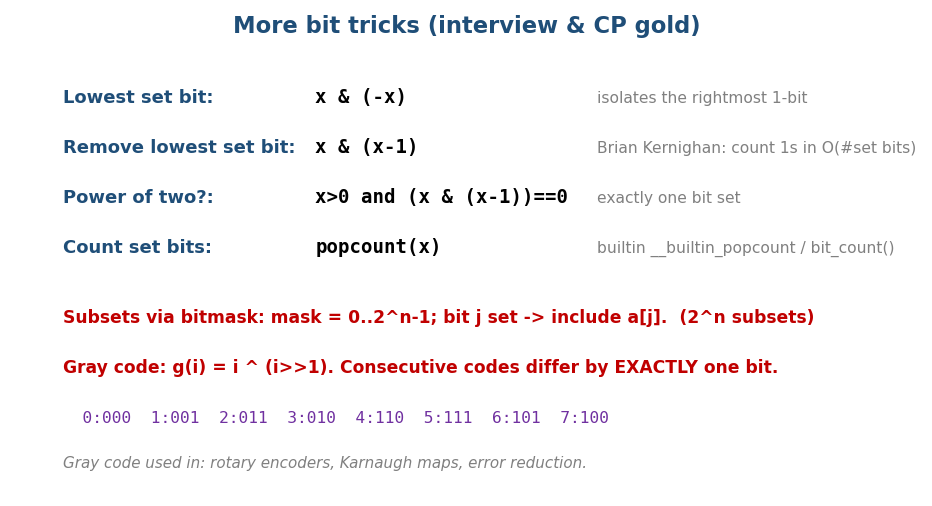 More bit tricks (interview & CP gold)
Lowest set bit: x & (-x) isolates the rightmost 1-bit
Remove lowest set bit: x & (x-1) Brian Kernighan: count 1s in O(#set bits)
Power of two?: x>0 and (x & (x-1))==0 exactly one bit set
Count set bits: popcount(x) builtin __builtin_popcount / bit_count()
Subsets via bitmask: mask = 0..2^n-1; bit j set -> include a[j].  (2^n subsets)
Gray code: g(i) = i ^ (i>>1). Consecutive codes differ by EXACTLY one bit.
0:000  1:001  2:011  3:010  4:110  5:111  6:101  7:100
Gray code used in: rotary encoders, Karnaugh maps, error reduction.